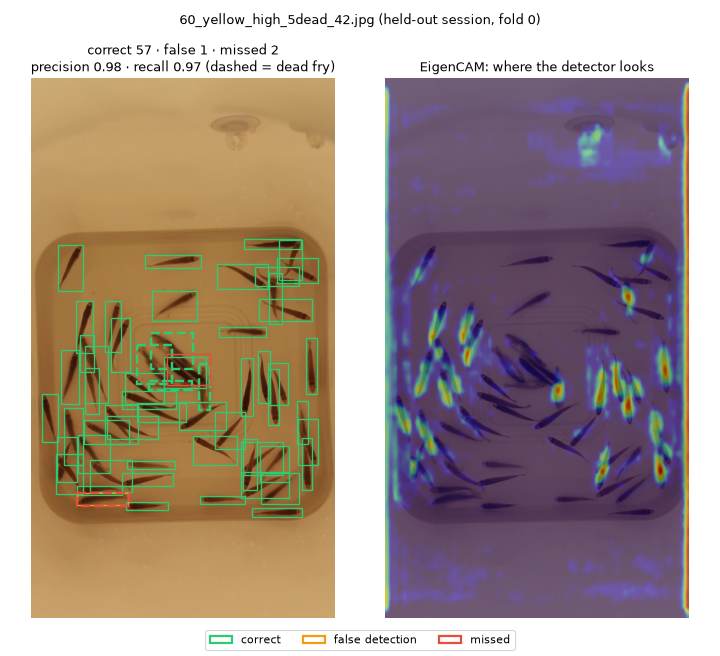 60_yellow_high_5dead_42.jpg (held-out session, fold 0)
correct 57 · false 1 · missed 2
precision 0.98 · recall 0.97 (dashed = dead fry)
EigenCAM: where the detector looks
correct
false detection
missed